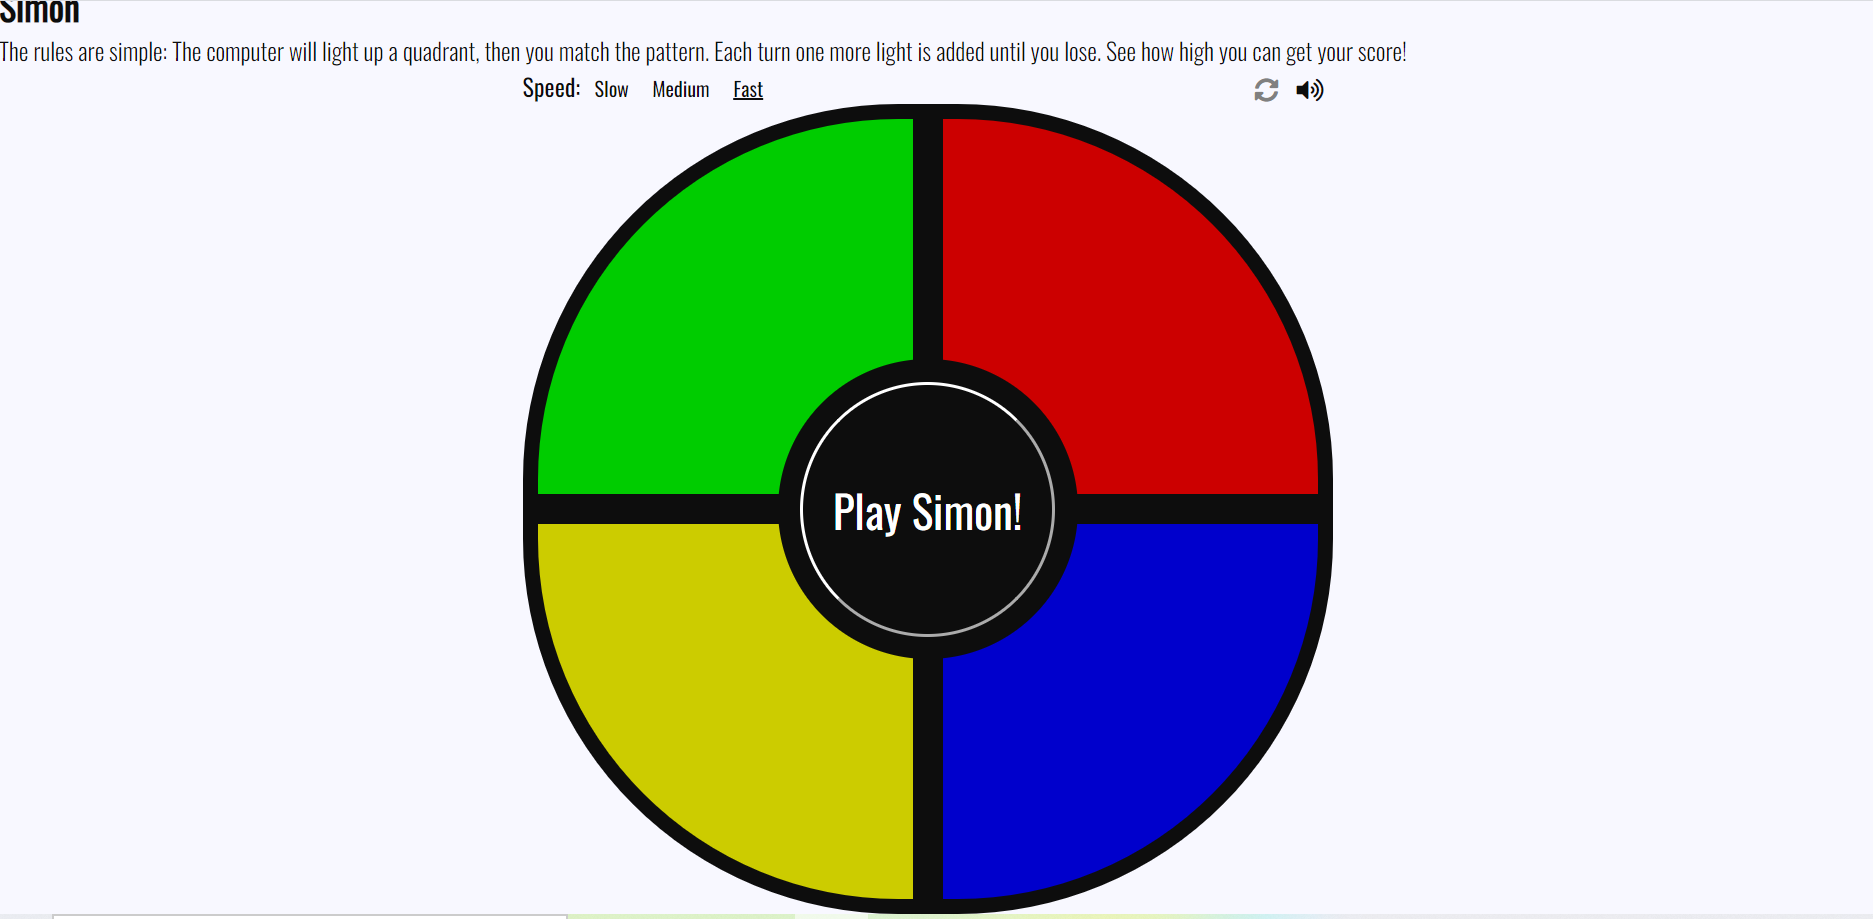 Simon
The rules are simple: The computer will light up a quadrant, then you match the pattern. Each turn one more light is added until you lose. See how high you can get your score!
Speed: Slow Medium Fast
Play Simon!